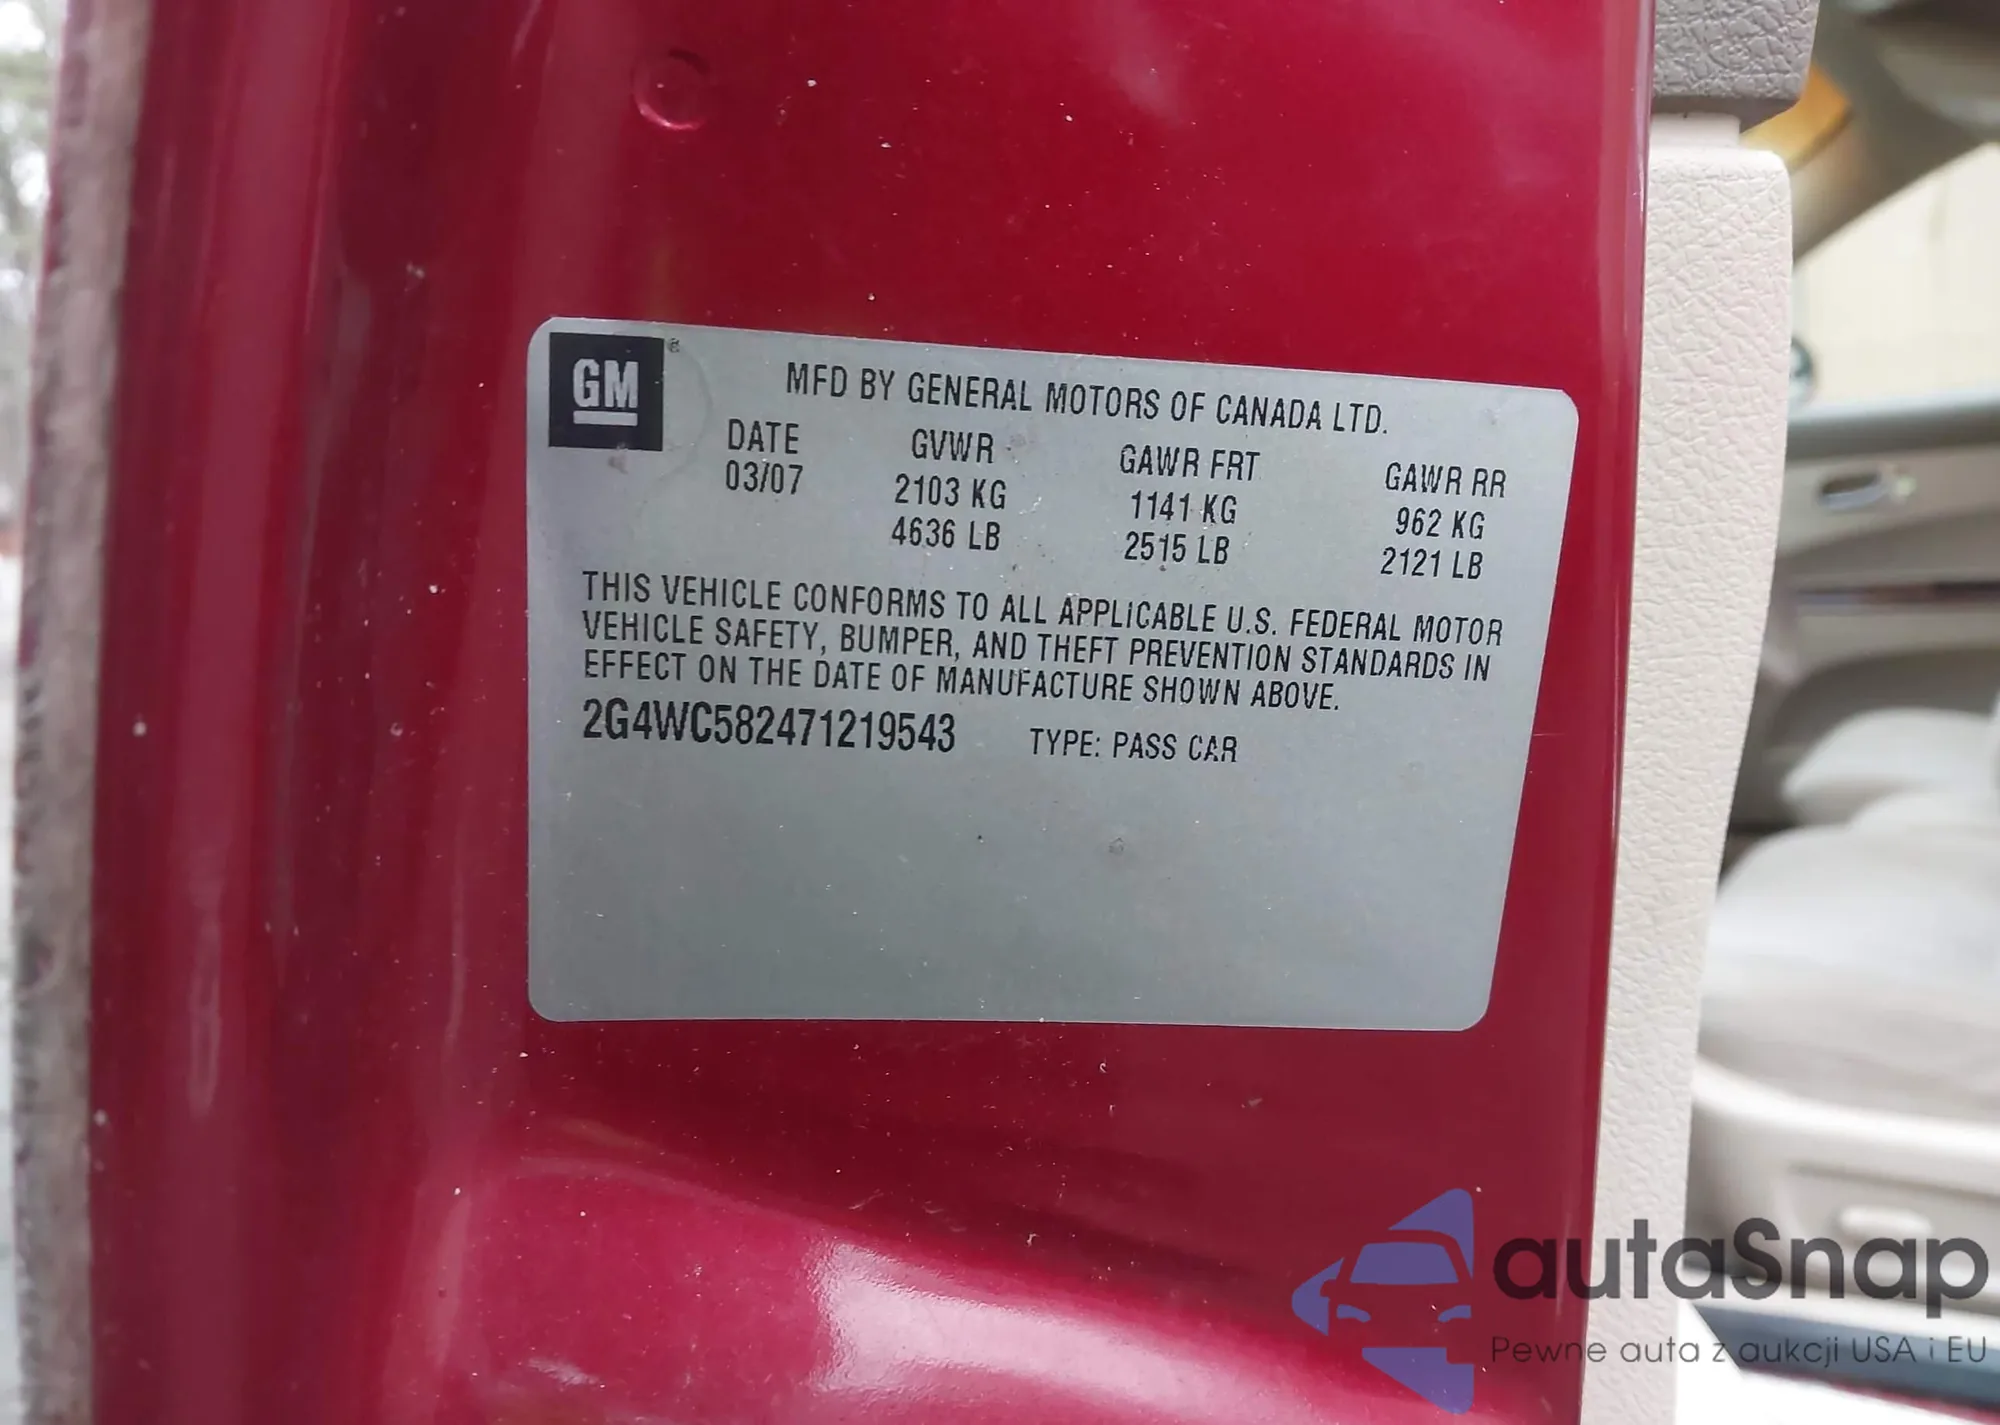 GM ®
MFD BY GENERAL MOTORS OF CANADA LTD.
DATE GVWR GAWR FRT GAWR RR
03/07 2103 KG 1141 KG 962 KG
4636 LB 2515 LB 2121 LB
THIS VEHICLE CONFORMS TO ALL APPLICABLE U.S. FEDERAL MOTOR
VEHICLE SAFETY, BUMPER, AND THEFT PREVENTION STANDARDS IN
EFFECT ON THE DATE OF MANUFACTURE SHOWN ABOVE.
2G4WC582471219543 TYPE: PASS CAR
autaSnap
Pewne auta z aukcji USA i EU